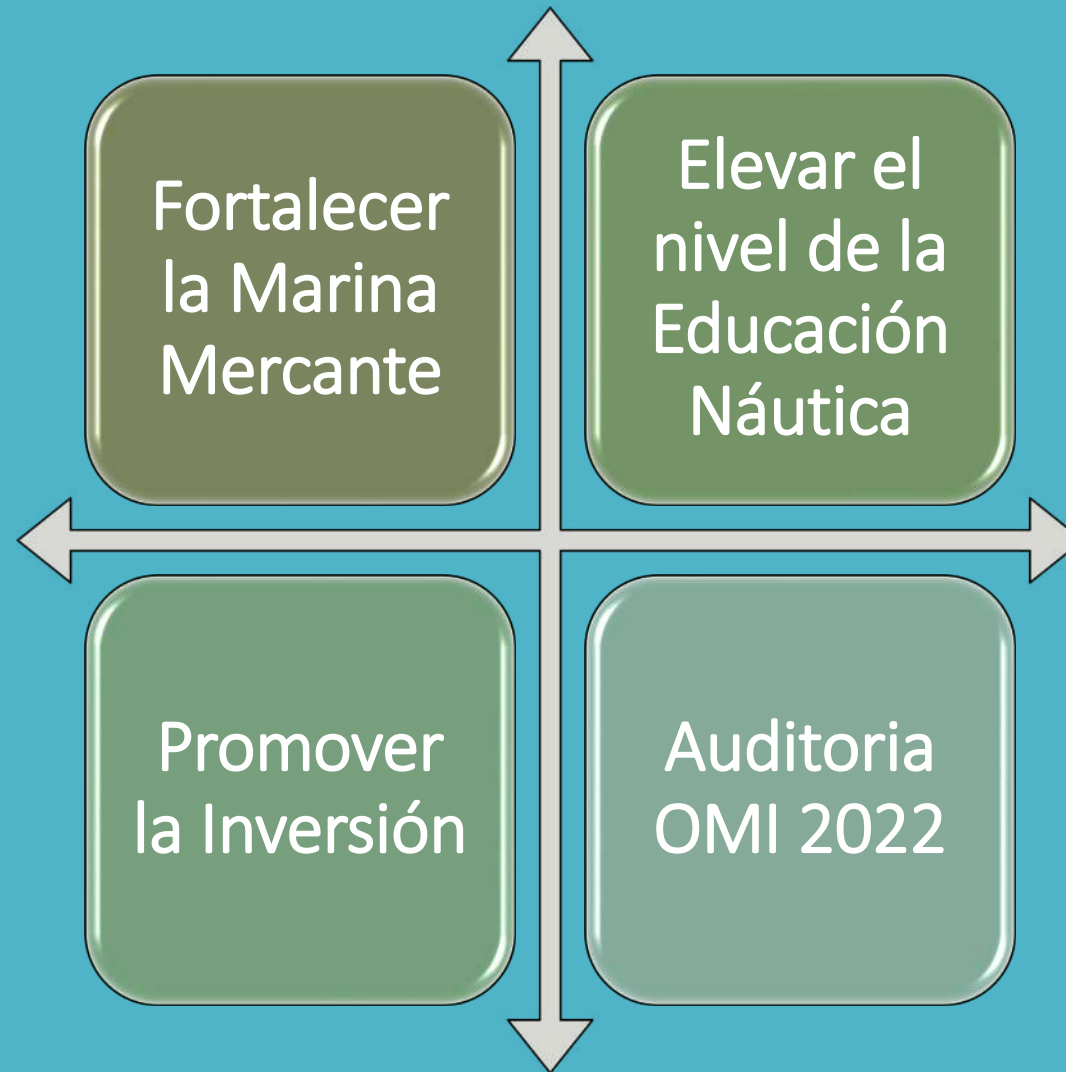 Fortalecer
la Marina
Mercante
Elevar el
nivel de la
Educación
Náutica
Promover
la Inversión
Auditoria
OMI 2022